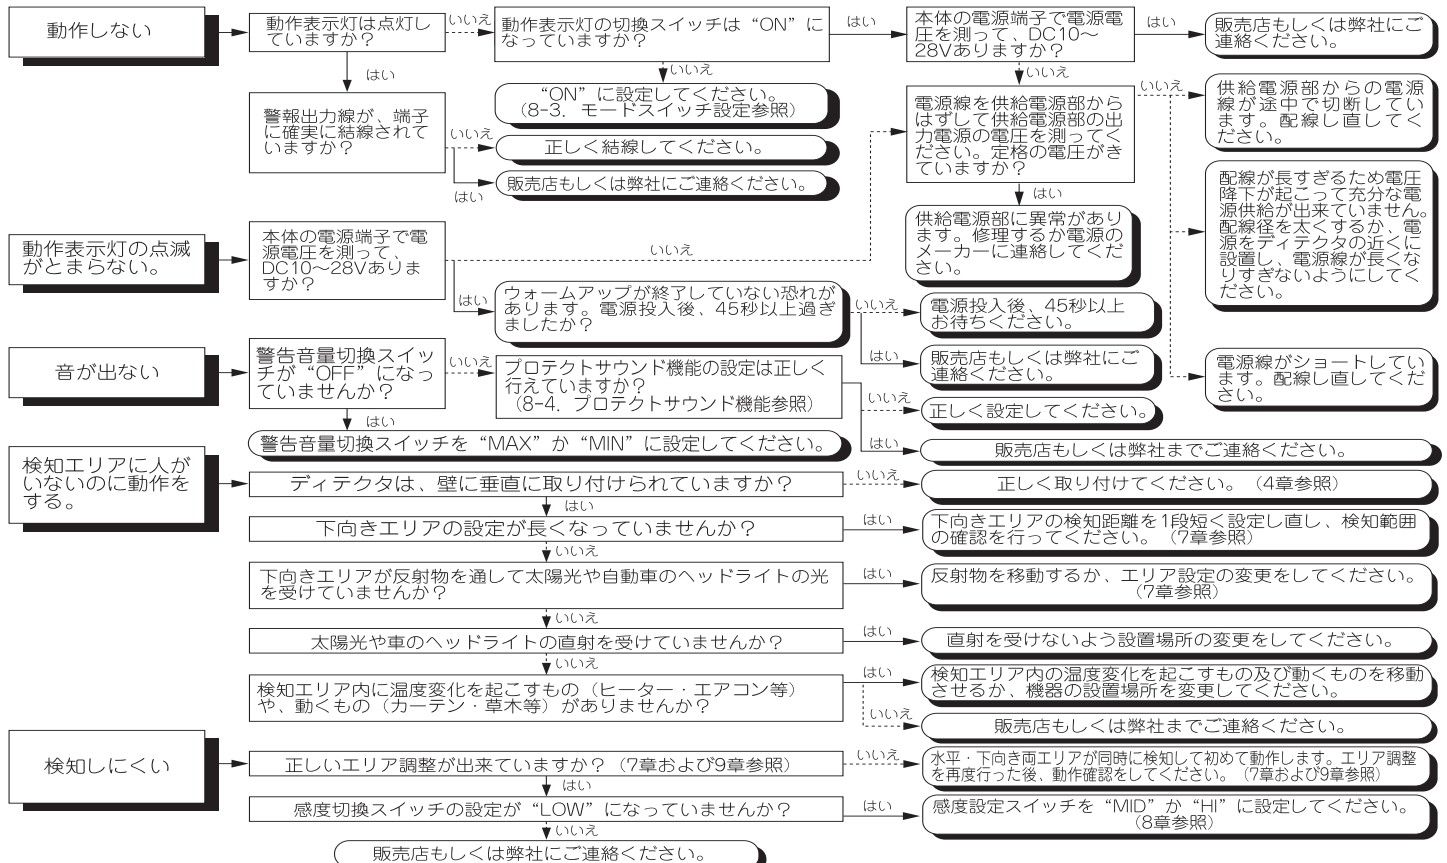 動作しない
動作表示灯は点灯し
ていますか？
いいえ
動作表示灯の切換スイッチは“ON”に
なっていますか？
はい
本体の電源端子で電源電
圧を測って、DC10〜
28Vありますか？
はい
販売店もしくは弊社にご
連絡ください。
はい
いいえ
“ON”に設定してください。
（8-3．モードスイッチ設定参照）
いいえ
警報出力線が、端子
に確実に結線されて
いますか？
いいえ
正しく結線してください。
はい
販売店もしくは弊社にご連絡ください。
電源線を供給電源部から
はずして供給電源部の出
力電源の電圧を測ってく
ださい。定格の電圧がき
ていますか？
いいえ
供給電源部からの電源
線が途中で切断してい
ます。配線し直してく
ださい。
配線が長すぎるため電圧
降下が起こって充分な電
源供給が出来ていません。
配線径を太くするか、電
源をディテクタの近くに
設置し、電源線が長くな
りすぎないようにしてく
ださい。
電源線がショートしてい
ます。配線し直してくだ
さい。
はい
供給電源部に異常があり
ます。修理するか電源の
メーカーに連絡してくだ
さい。
動作表示灯の点滅
がとまらない。
本体の電源端子で電
源電圧を測って、
DC10〜28Vありま
すか？
いいえ
はい
ウォームアップが終了していない恐れが
あります。電源投入後、45秒以上過ぎ
ましたか？
いいえ
電源投入後、45秒以上
お待ちください。
はい
販売店もしくは弊社にご
連絡ください。
音が出ない
警告音量切換スイッ
チが“OFF”になっ
ていませんか？
いいえ
プロテクトサウンド機能の設定は正しく
行えていますか？
（8-4．プロテクトサウンド機能参照）
いいえ
正しく設定してください。
はい
販売店もしくは弊社までご連絡ください。
はい
警告音量切換スイッチを“MAX”か“MIN”に設定してください。
検知エリアに人が
いないのに動作を
する。
ディテクタは、壁に垂直に取り付けられていますか？
いいえ
正しく取り付けてください。（4章参照）
はい
下向きエリアの設定が長くなっていませんか？
はい
下向きエリアの検知距離を1段短く設定し直し、検知範囲
の確認を行ってください。（7章参照）
いいえ
下向きエリアが反射物を通して太陽光や自動車のヘッドライトの光
を受けていませんか？
はい
反射物を移動するか、エリア設定の変更をしてください。
（7章参照）
いいえ
太陽光や車のヘッドライトの直射を受けていませんか？
はい
直射を受けないよう設置場所の変更をしてください。
いいえ
検知エリア内に温度変化を起こすもの（ヒーター・エアコン等）
や、動くもの（カーテン・草木等）がありませんか？
はい
検知エリア内の温度変化を起こすもの及び動くものを移動
させるか、機器の設置場所を変更してください。
いいえ
販売店もしくは弊社までご連絡ください。
検知しにくい
正しいエリア調整が出来ていますか？（7章および9章参照）
いいえ
水平・下向き両エリアが同時に検知して初めて動作します。エリア調整
を再度行った後、動作確認をしてください。（7章および9章参照）
はい
感度切換スイッチの設定が“LOW”になっていませんか？
はい
感度設定スイッチを“MID”か“HI”に設定してください。
（8章参照）
いいえ
販売店もしくは弊社にご連絡ください。